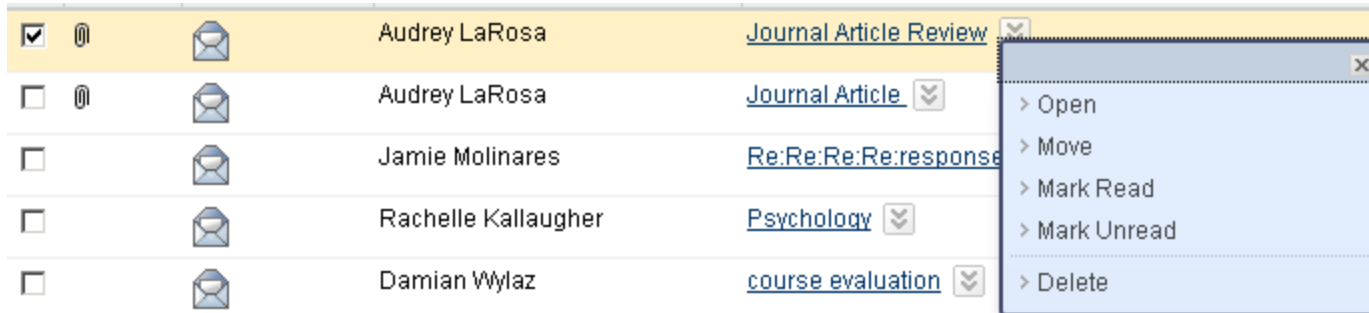 Audrey LaRosa Journal Article Review
Audrey LaRosa Journal Article
Jamie Molinares Re:Re:Re:Re:response
Rachelle Kallaugher Psychology
Damian Wylaz course evaluation
Open
Move
Mark Read
Mark Unread
Delete